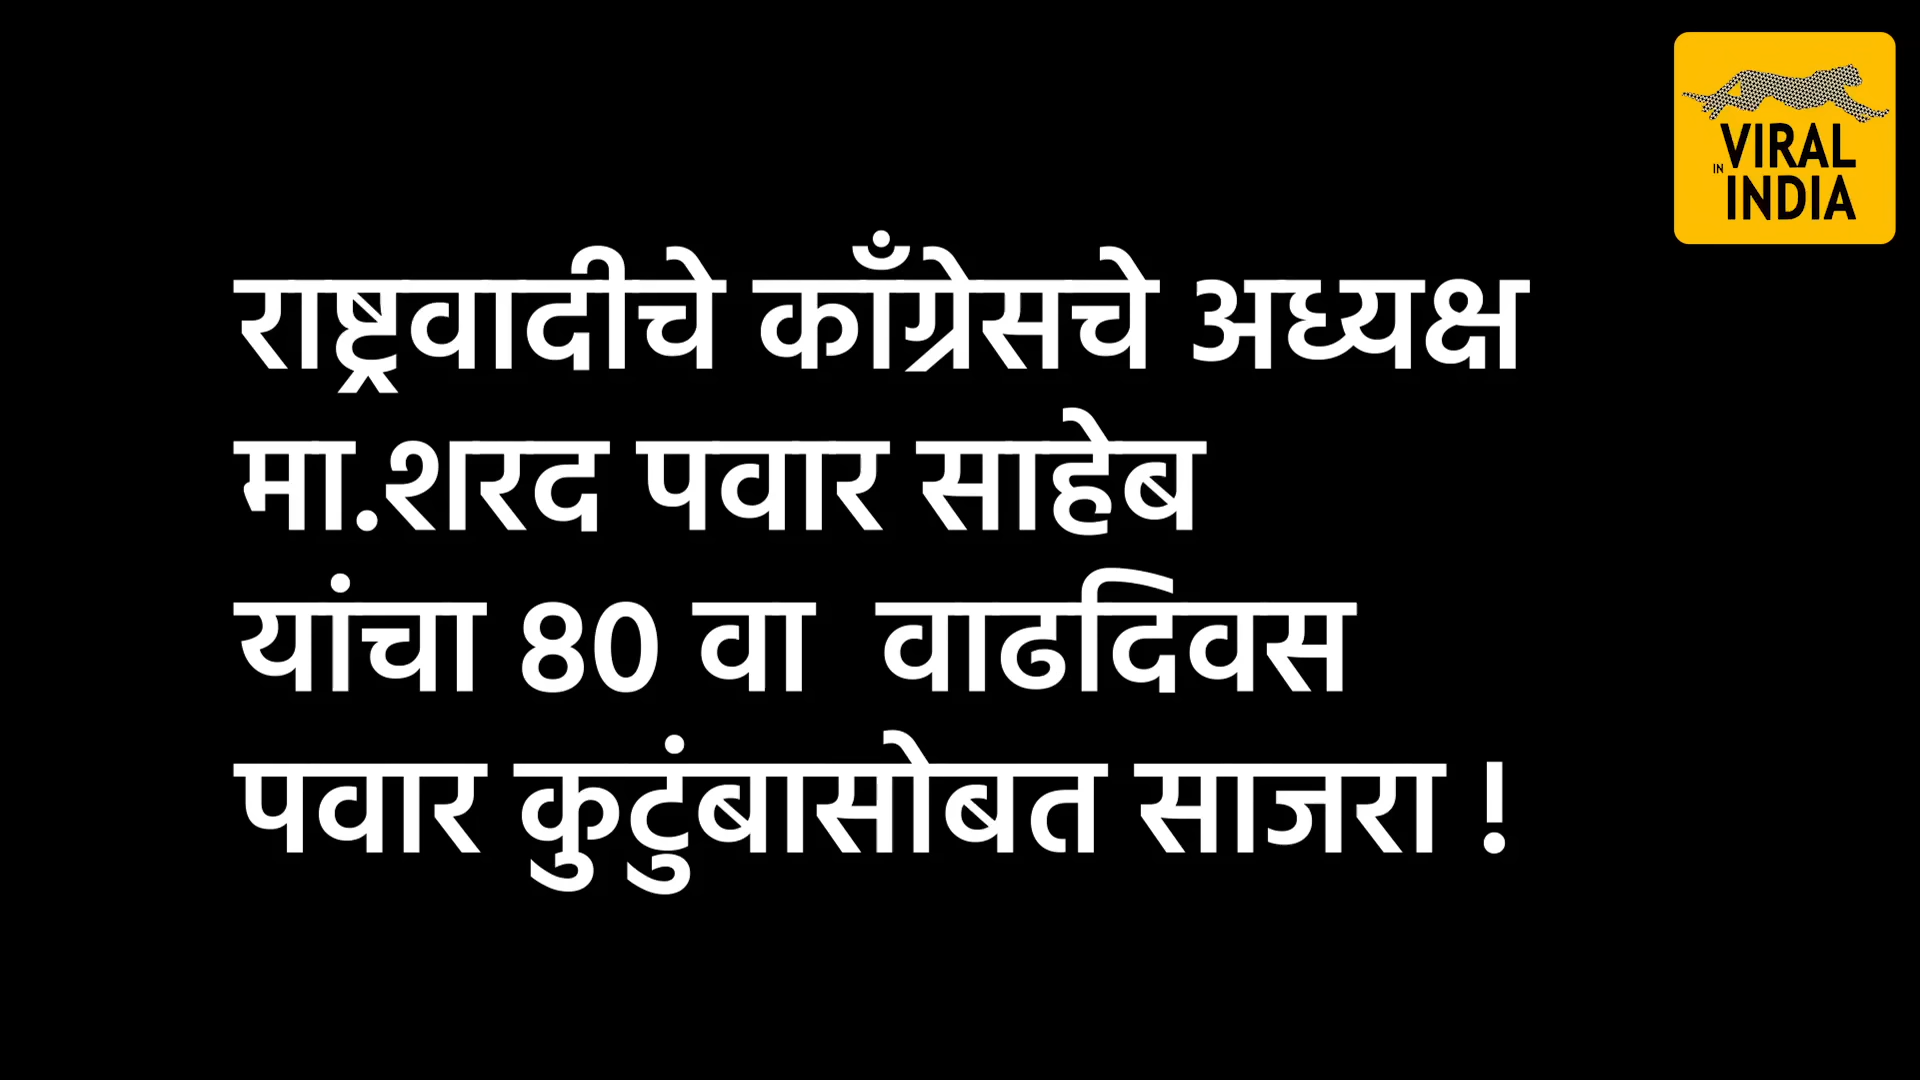 VIRAL
IN INDIA
राष्ट्रवादीचे काँग्रेसचे अध्यक्ष
मा.शरद पवार साहेब
यांचा 80 वा  वाढदिवस
पवार कुटुंबासोबत साजरा !